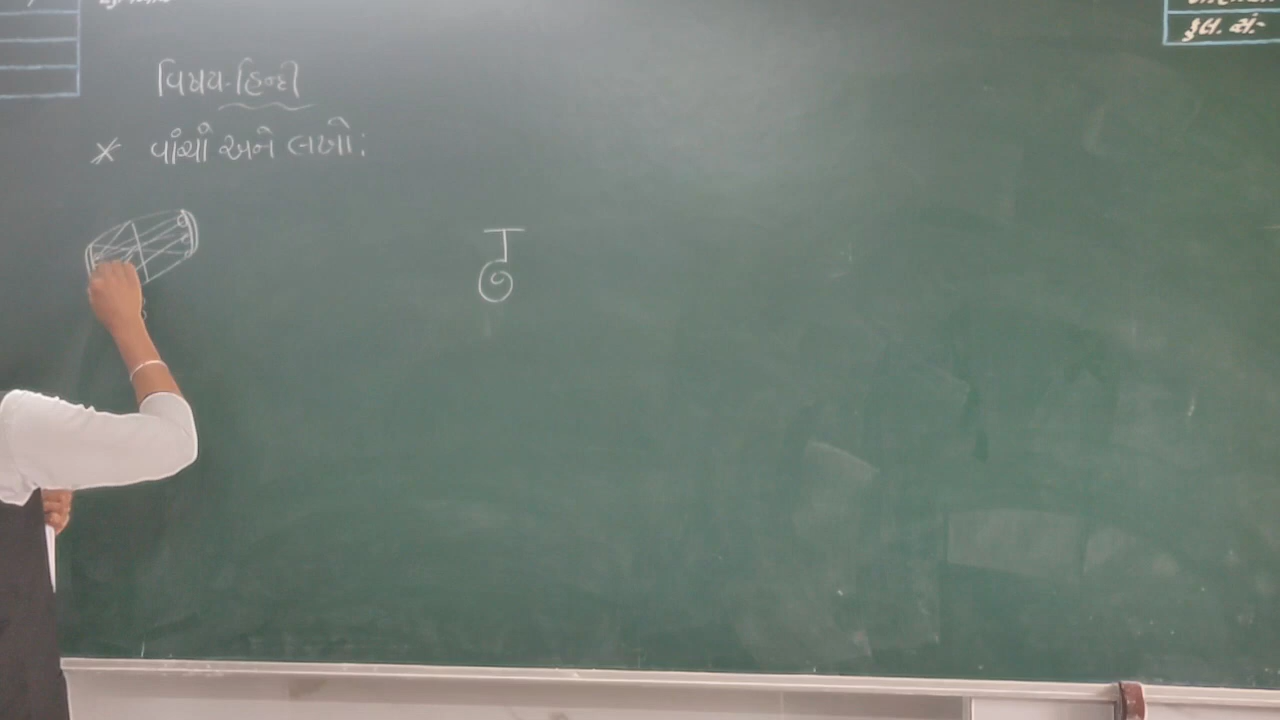 વિષય-હિન્દી
* વાંચો અને લખો:
ढ
કુલ. સં:-